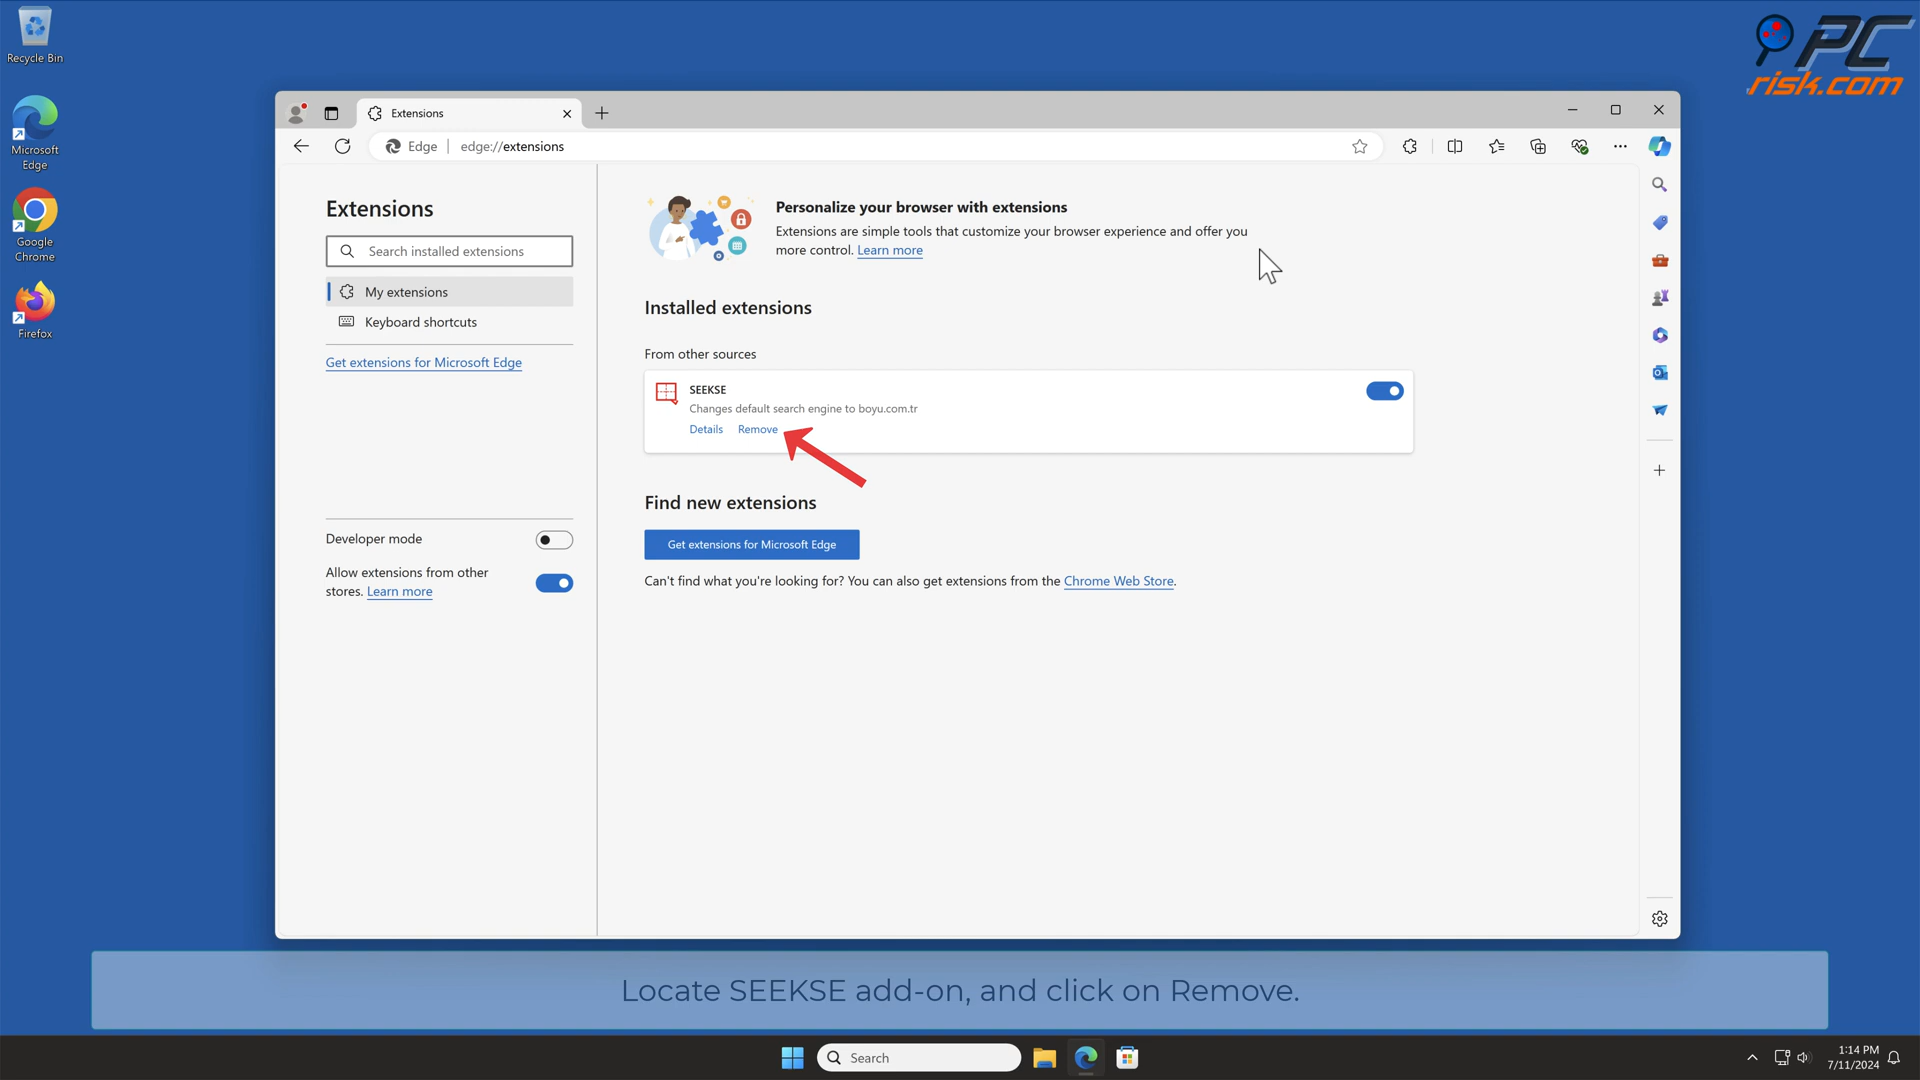 Recycle Bin
Microsoft
Edge
Google
Chrome
Firefox
PC
risk.com
Extensions
Edge
edge://extensions
Extensions
Search installed extensions
My extensions
Keyboard shortcuts
Get extensions for Microsoft Edge
Developer mode
Allow extensions from other
stores. Learn more
Personalize your browser with extensions
Extensions are simple tools that customize your browser experience and offer you
more control. Learn more
Installed extensions
From other sources
SEEKSE
Changes default search engine to boyu.com.tr
Details Remove
Find new extensions
Get extensions for Microsoft Edge
Can't find what you're looking for? You can also get extensions from the Chrome Web Store.
Locate SEEKSE add-on, and click on Remove.
Search
1:14 PM
7/11/2024